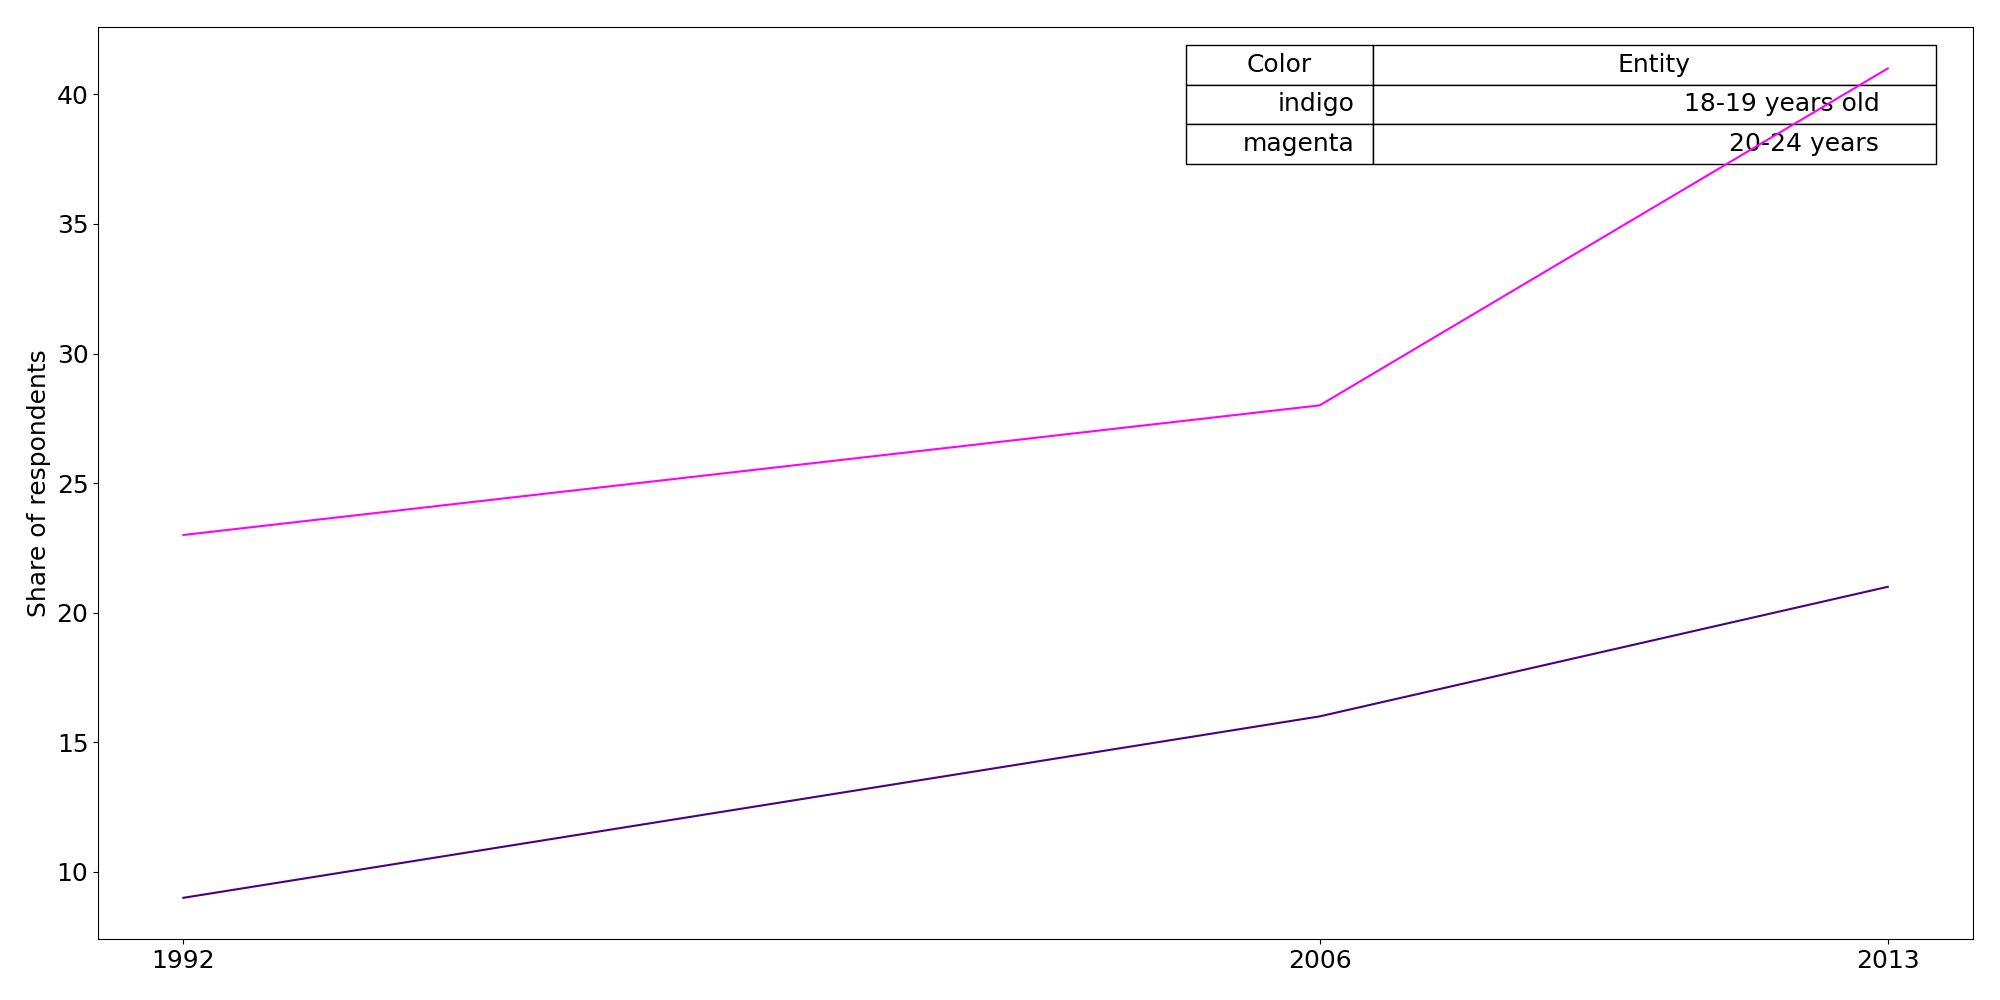 Color Entity
indigo 18-19 years old
magenta 20-24 years
40
35
30
25
20
15
10
Share of respondents
1992 2006 2013